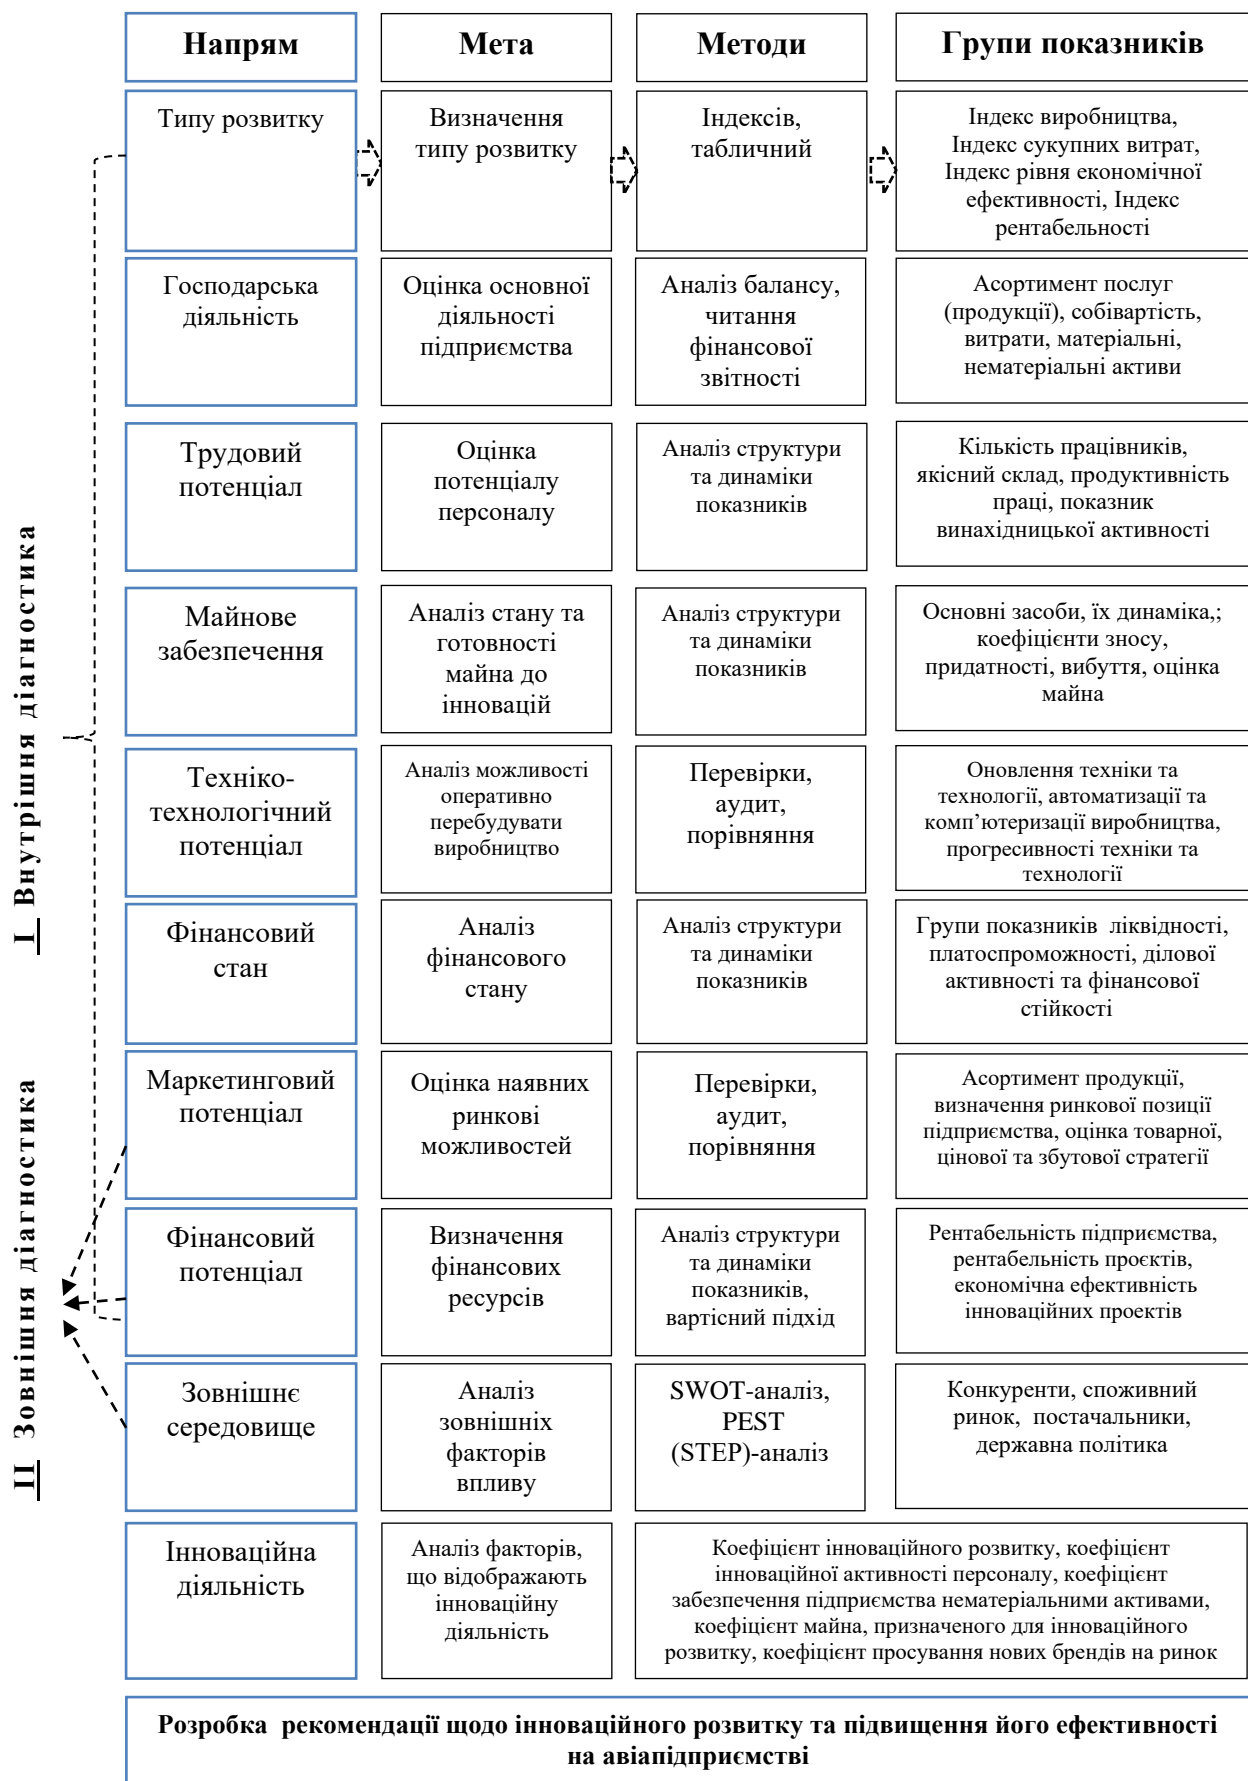 Напрям
Мета
Методи
Групи показників
Типу розвитку
Визначення
типу розвитку
Індексів,
табличний
Індекс виробництва,
Індекс сукупних витрат,
Індекс рівня економічної
ефективності, Індекс
рентабельності
Господарська
діяльність
Оцінка основної
діяльності
підприємства
Аналіз балансу,
читання
фінансової
звітності
Асортимент послуг
(продукції), собівартість,
витрати, матеріальні,
нематеріальні активи
Трудовий
потенціал
Оцінка
потенціалу
персоналу
Аналіз структури
та динаміки
показників
Кількість працівників,
якісний склад, продуктивність
праці, показник
винахідницької активності
Майнове
забезпечення
Аналіз стану та
готовності
майна до
інновацій
Аналіз структури
та динаміки
показників
Основні засоби, їх динаміка,;
коефіцієнти зносу,
придатності, вибуття, оцінка
майна
Техніко-
технологічний
потенціал
Аналіз можливості
оперативно
перебудувати
виробництво
Перевірки,
аудит,
порівняння
Оновлення техніки та
технології, автоматизації та
комп’ютеризації виробництва,
прогресивності техніки та
технології
Фінансовий
стан
Аналіз
фінансового
стану
Аналіз структури
та динаміки
показників
Групи показників ліквідності,
платоспроможності, ділової
активності та фінансової
стійкості
Маркетинговий
потенціал
Оцінка наявних
ринкові
можливостей
Перевірки,
аудит,
порівняння
Асортимент продукції,
визначення ринкової позиції
підприємства, оцінка товарної,
цінової та збутової стратегії
Фінансовий
потенціал
Визначення
фінансових
ресурсів
Аналіз структури
та динаміки
показників,
вартісний підхід
Рентабельність підприємства,
рентабельність проєктів,
економічна ефективність
інноваційних проектів
Зовнішнє
середовище
Аналіз
зовнішніх
факторів
впливу
SWOT-аналіз,
PEST
(STEP)-аналіз
Конкуренти, споживний
ринок, постачальники,
державна політика
Інноваційна
діяльність
Аналіз факторів,
що відображають
інноваційну
діяльність
Коефіцієнт інноваційного розвитку, коефіцієнт
інноваційної активності персоналу, коефіцієнт
забезпечення підприємства нематеріальними активами,
коефіцієнт майна, призначеного для інноваційного
розвитку, коефіцієнт просування нових брендів на ринок
Розробка рекомендації щодо інноваційного розвитку та підвищення його ефективності
на авіапідприємстві
І Внутрішня діагностика
ІІ Зовнішня діагностика